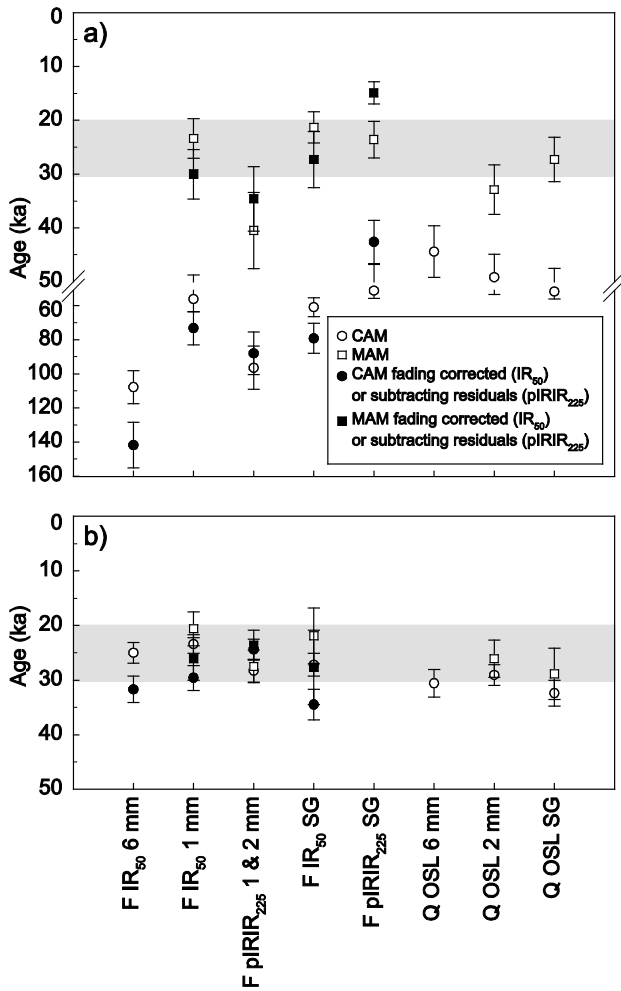 a)
0
10
20
30
40
50
60
80
100
120
140
160
Age (ka)
CAM
MAM
CAM fading corrected (IR50)
or subtracting residuals (pIRIR225)
MAM fading corrected (IR50)
or subtracting residuals (pIRIR225)
b)
0
10
20
30
40
50
Age (ka)
F IR50 6 mm
F IR50 1 mm
F pIRIR225 1 & 2 mm
F IR50 SG
F pIRIR225 SG
Q OSL 6 mm
Q OSL 2 mm
Q OSL SG